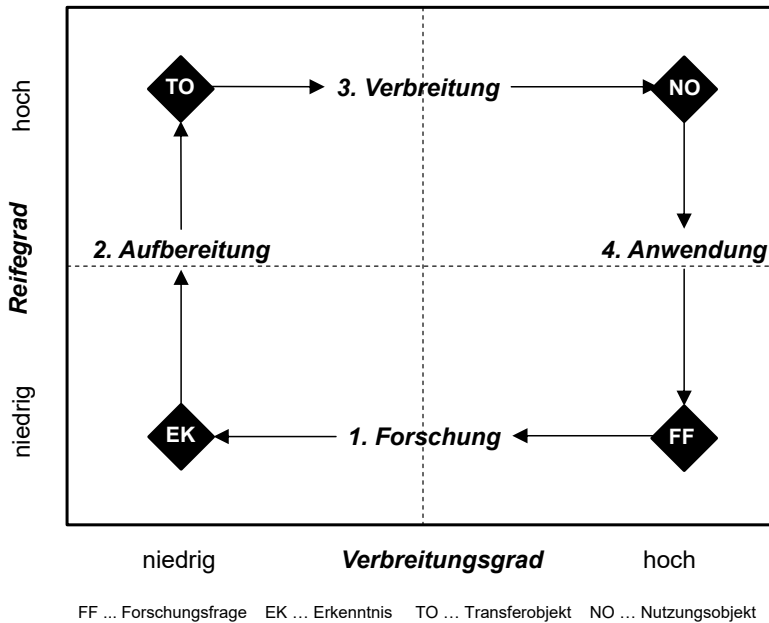 hoch
TO
3. Verbreitung
NO
Reifegrad
2. Aufbereitung
4. Anwendung
niedrig
EK
1. Forschung
FF
niedrig
Verbreitungsgrad
hoch
FF ... Forschungsfrage EK … Erkenntnis TO … Transferobjekt NO … Nutzungsobjekt